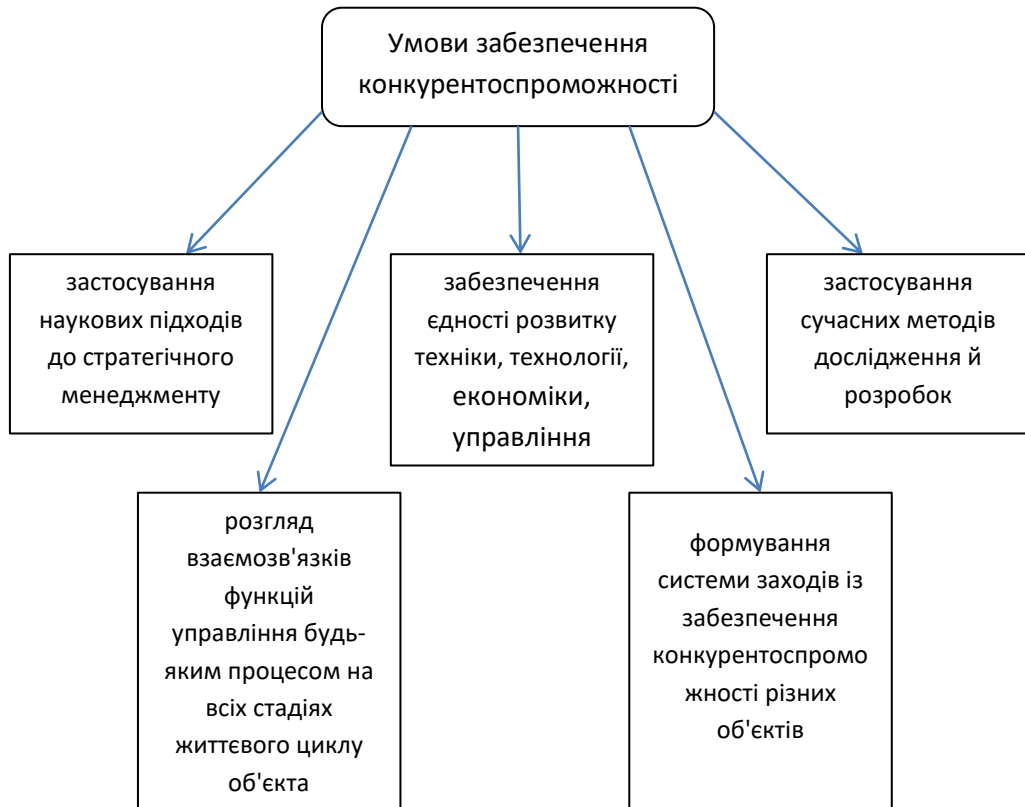 Умови забезпечення
конкурентоспроможності
застосування
наукових підходів
до стратегічного
менеджменту
забезпечення
єдності розвитку
техніки, технології,
економіки,
управління
застосування
сучасних методів
дослідження й
розробок
розгляд
взаємозв'язків
функцій
управління будь-
яким процесом на
всіх стадіях
життєвого циклу
об'єкта
формування
системи заходів із
забезпечення
конкурентоспромо
жності різних
об'єктів